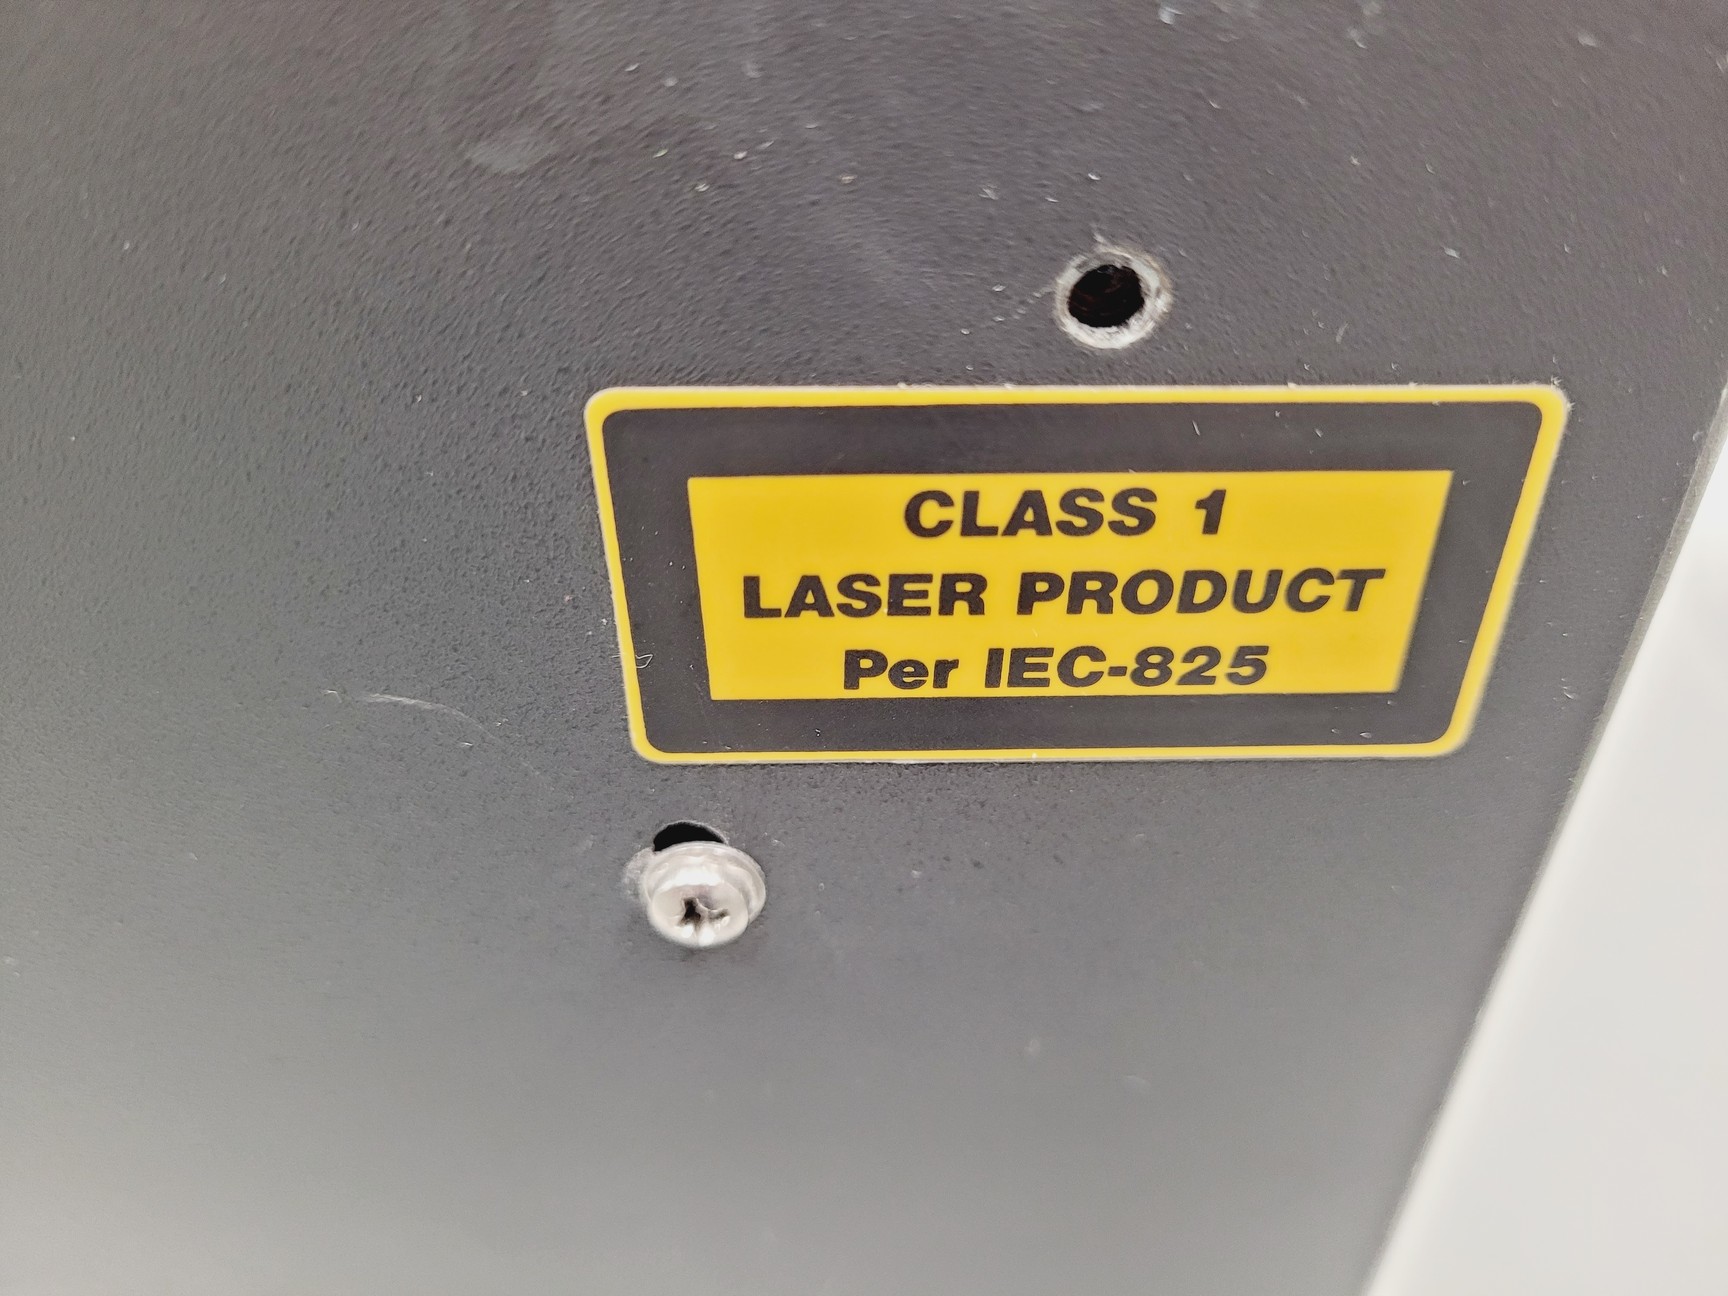 CLASS 1
LASER PRODUCT
Per IEC-825